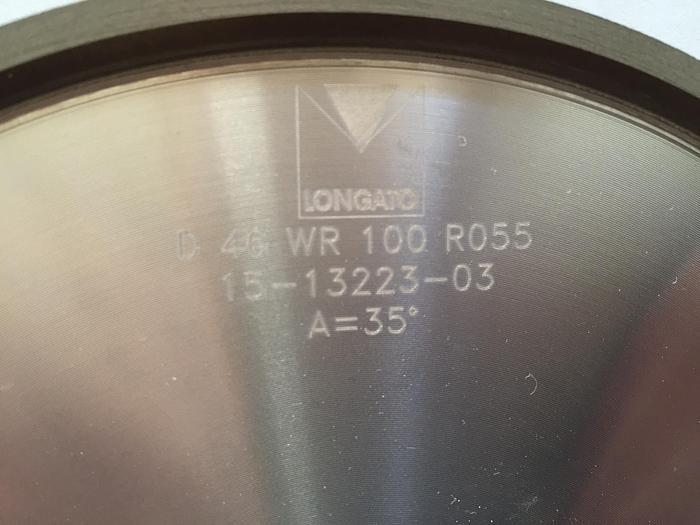 LONGATO
D 46 WR 100 R055
15-13223-03
A=35°